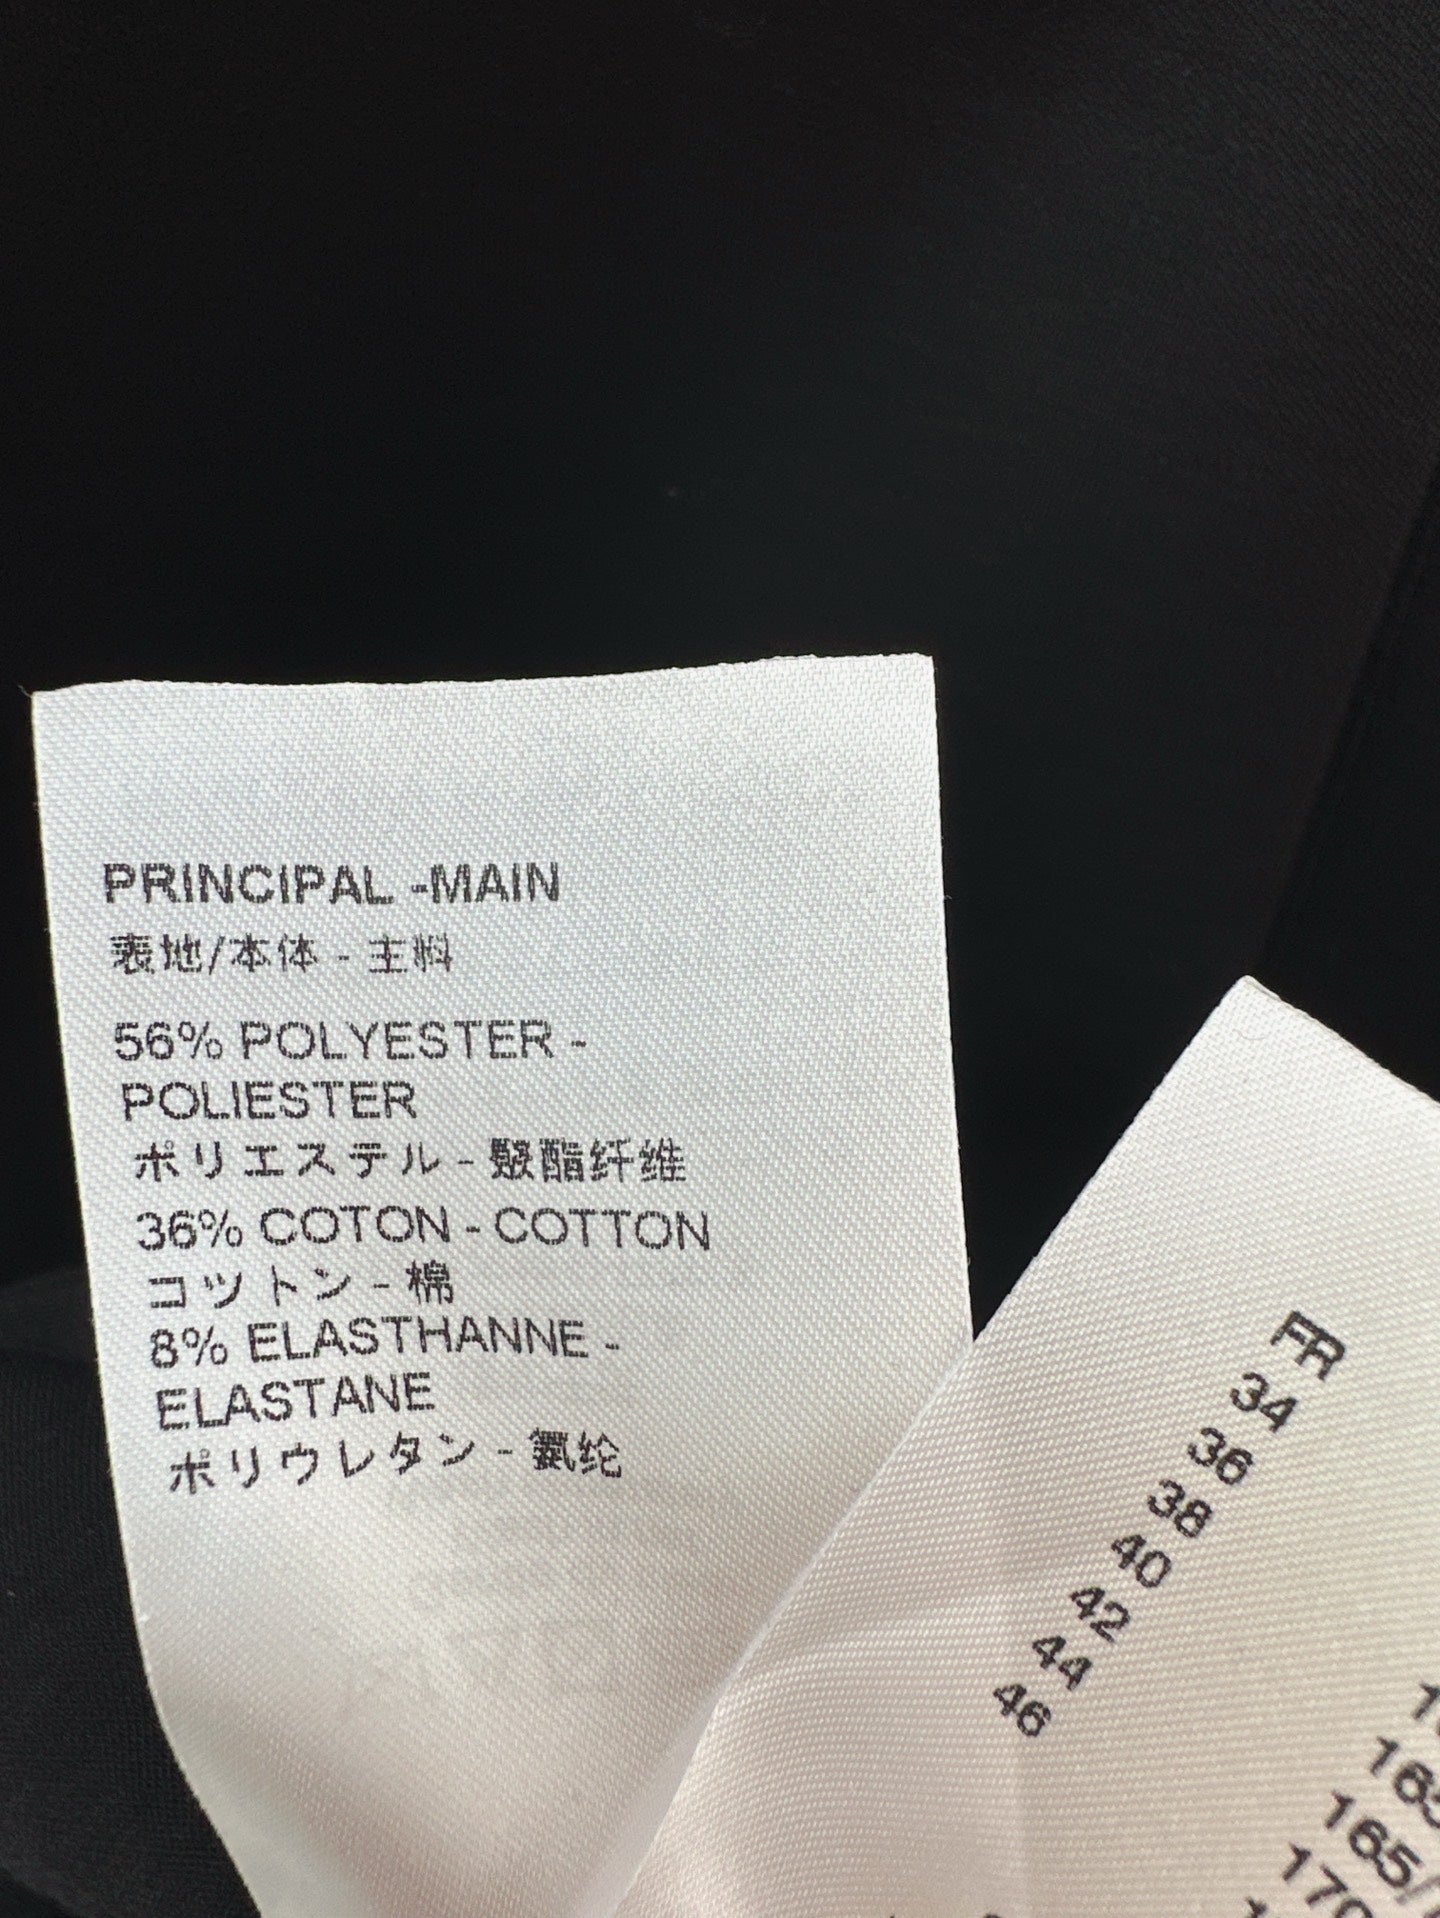 PRINCIPAL -MAIN
表地/本体 - 主料
56% POLYESTER -
POLIESTER
ポリエステル - 聚酯纤维
36% COTON - COTTON
コットン - 棉
8% ELASTHANNE -
ELASTANE
ポリウレタン - 氨纶
FR
34
36
38
40
42
44
46